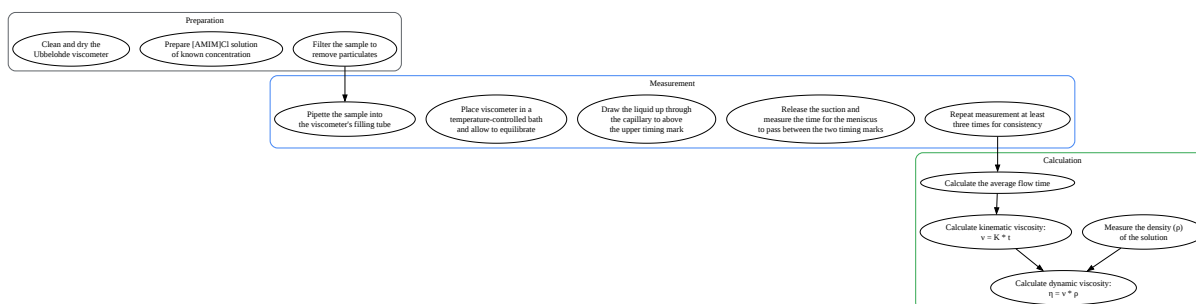 Preparation
Clean and dry the
Ubbelohde viscometer
Prepare [AMIM]Cl solution
of known concentration
Filter the sample to
remove particulates
Measurement
Pipette the sample into
the viscometer's filling tube
Place viscometer in a
temperature-controlled bath
and allow to equilibrate
Draw the liquid up through
the capillary to above
the upper timing mark
Release the suction and
measure the time for the meniscus
to pass between the two timing marks
Repeat measurement at least
three times for consistency
Calculation
Calculate the average flow time
Calculate kinematic viscosity:
ν = K * t
Measure the density (ρ)
of the solution
Calculate dynamic viscosity:
η = ν * ρ